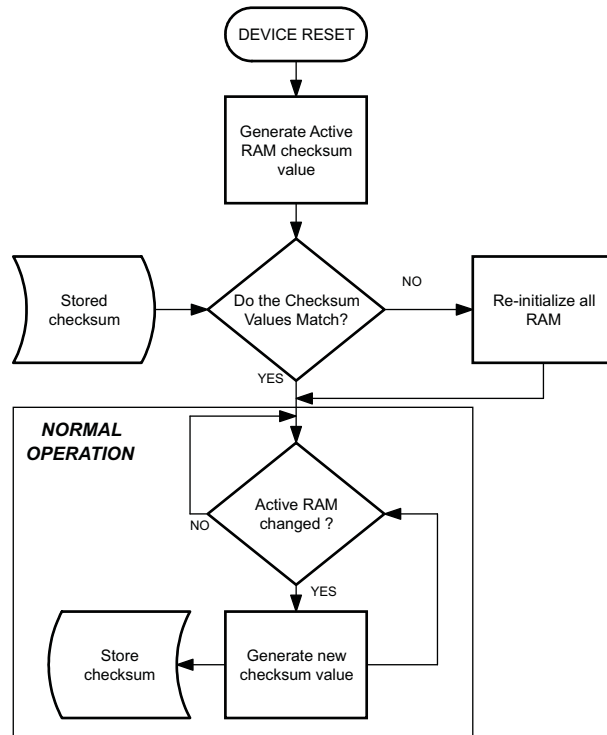 DEVICE RESET
Generate Active
RAM checksum
value
Stored
checksum
Do the Checksum
Values Match?
NO
Re-initialize all
RAM
YES
NORMAL
OPERATION
Active RAM
changed ?
NO
YES
Store
checksum
Generate new
checksum value